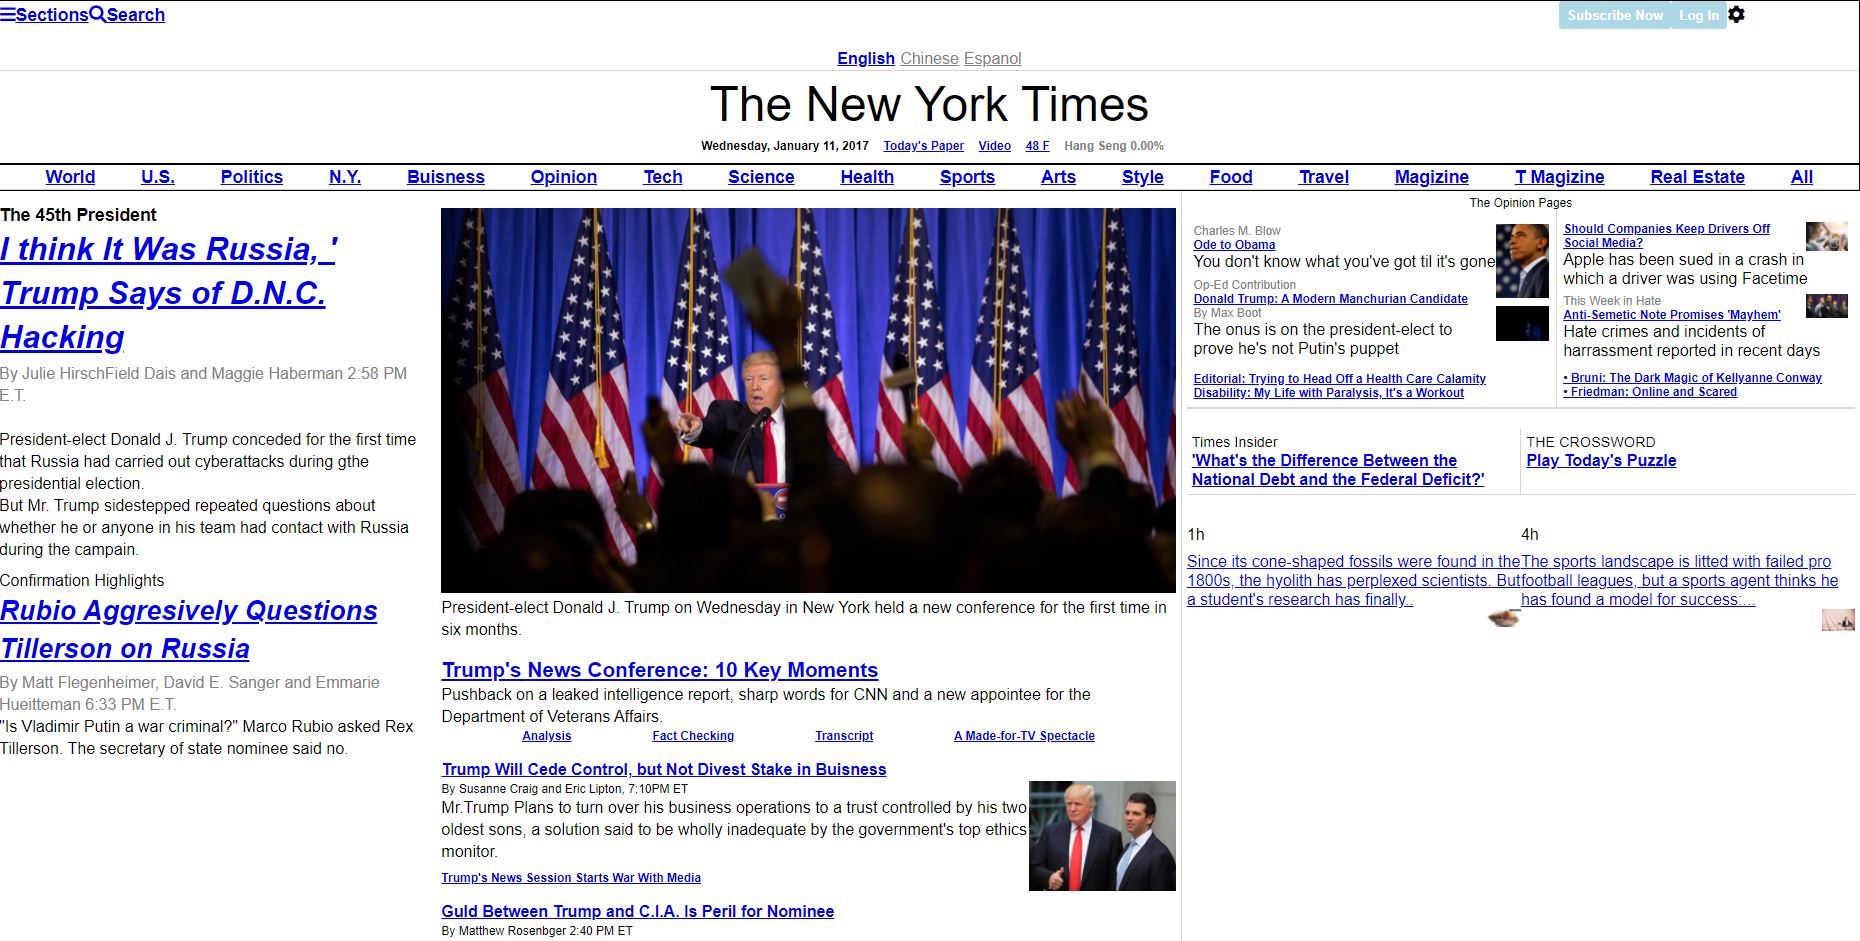 Sections Search
Subscribe Now Log In
English Chinese Espanol
The New York Times
Wednesday, January 11, 2017 Today's Paper Video 48 F Hang Seng 0.00%
World U.S. Politics N.Y. Buisness Opinion Tech Science Health Sports Arts Style Food Travel Magizine T Magizine Real Estate All
The 45th President
I think It Was Russia, '
Trump Says of D.N.C.
Hacking
By Julie HirschField Dais and Maggie Haberman 2:58 PM
E.T.
President-elect Donald J. Trump conceded for the first time
that Russia had carried out cyberattacks during gthe
presidential election.
But Mr. Trump sidestepped repeated questions about
whether he or anyone in his team had contact with Russia
during the campain.
Confirmation Highlights
Rubio Aggresively Questions
Tillerson on Russia
By Matt Flegenheimer, David E. Sanger and Emmarie
Hueitteman 6:33 PM E.T.
"Is Vladimir Putin a war criminal?" Marco Rubio asked Rex
Tillerson. The secretary of state nominee said no.
President-elect Donald J. Trump on Wednesday in New York held a new conference for the first time in
six months.
Trump's News Conference: 10 Key Moments
Pushback on a leaked intelligence report, sharp words for CNN and a new appointee for the
Department of Veterans Affairs.
Analysis Fact Checking Transcript A Made-for-TV Spectacle
Trump Will Cede Control, but Not Divest Stake in Buisness
By Susanne Craig and Eric Lipton, 7:10PM ET
Mr.Trump Plans to turn over his business operations to a trust controlled by his two
oldest sons, a solution said to be wholly inadequate by the government's top ethics
monitor.
Trump's News Session Starts War With Media
Guld Between Trump and C.I.A. Is Peril for Nominee
By Matthew Rosenbger 2:40 PM ET
The Opinion Pages
Charles M. Blow
Ode to Obama
You don't know what you've got til it's gone
Op-Ed Contribution
Donald Trump: A Modern Manchurian Candidate
By Max Boot
The onus is on the president-elect to
prove he's not Putin's puppet
Editorial: Trying to Head Off a Health Care Calamity
Disability: My Life with Paralysis, It's a Workout
Should Companies Keep Drivers Off
Social Media?
Apple has been sued in a crash in
which a driver was using Facetime
This Week in Hate
Anti-Semetic Note Promises 'Mayhem'
Hate crimes and incidents of
harrassment reported in recent days
• Bruni: The Dark Magic of Kellyanne Conway
• Friedman: Online and Scared
Times Insider
'What's the Difference Between the
National Debt and the Federal Deficit?'
THE CROSSWORD
Play Today's Puzzle
1h
Since its cone-shaped fossils were found in the
1800s, the hyolith has perplexed scientists. But
a student's research has finally..
4h
The sports landscape is litted with failed pro
football leagues, but a sports agent thinks he
has found a model for success:...